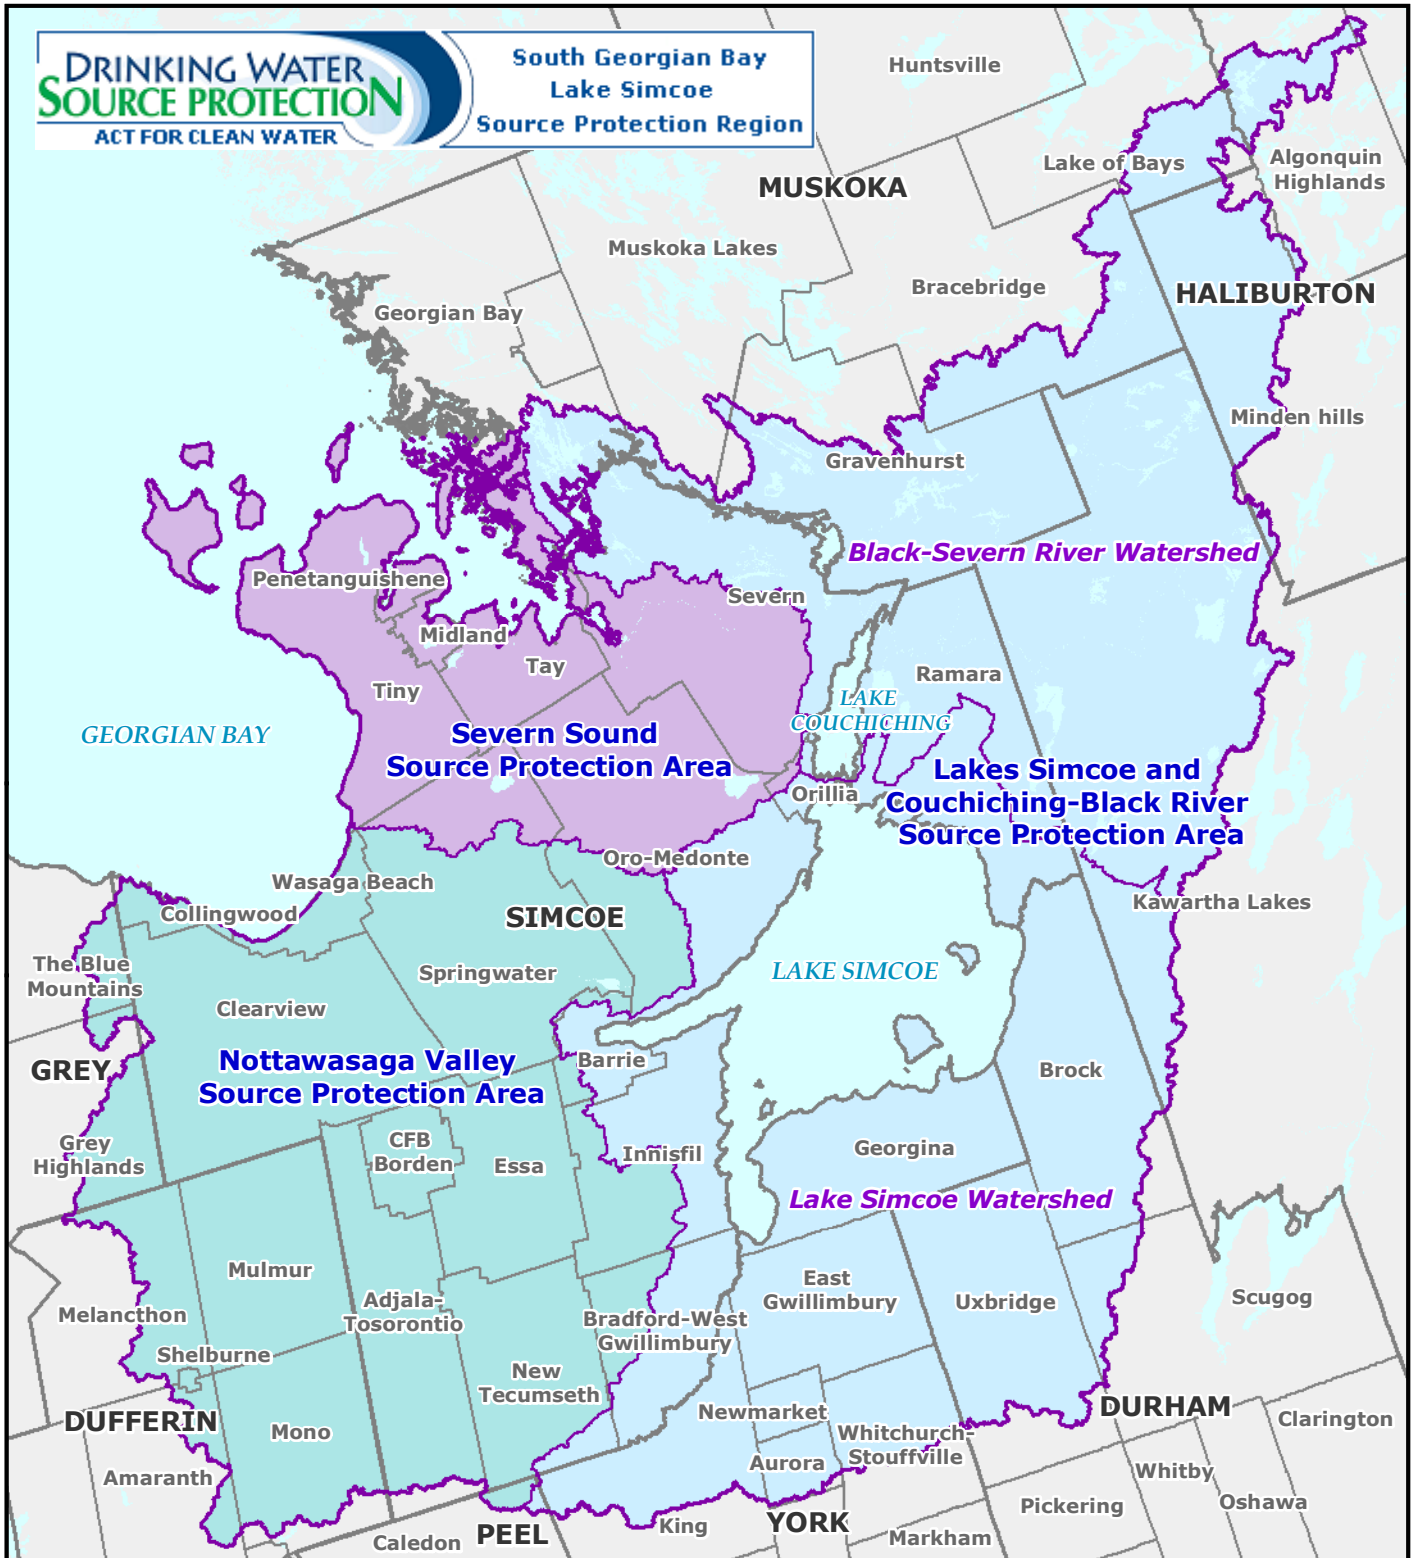 DRINKING WATER
SOURCE PROTECTION
ACT FOR CLEAN WATER
South Georgian Bay
Lake Simcoe
Source Protection Region
Huntsville
Lake of Bays
Algonquin
Highlands
MUSKOKA
Muskoka Lakes
Bracebridge
HALIBURTON
Georgian Bay
Minden hills
Gravenhurst
Black-Severn River Watershed
Penetanguishene
Severn
Midland
Tay
Ramara
Tiny
LAKE
COUCHICHING
GEORGIAN BAY
Severn Sound
Source Protection Area
Lakes Simcoe and
Couchiching-Black River
Source Protection Area
Orillia
Oro-Medonte
Wasaga Beach
Kawartha Lakes
Collingwood
SIMCOE
The Blue
Mountains
Springwater
LAKE SIMCOE
Clearview
GREY
Nottawasaga Valley
Source Protection Area
Barrie
Brock
Grey
Highlands
CFB
Borden
Essa
Innisfil
Georgina
Lake Simcoe Watershed
Mulmur
East
Gwillimbury
Uxbridge
Scugog
Melancthon
Adjala-
Tosorontio
Bradford-West
Gwillimbury
Shelburne
New
Tecumseth
DUFFERIN
Mono
Newmarket
Whitchurch-
Stouffville
DURHAM
Clarington
Amaranth
Aurora
Whitby
Oshawa
Pickering
Caledon
PEEL
King
YORK
Markham